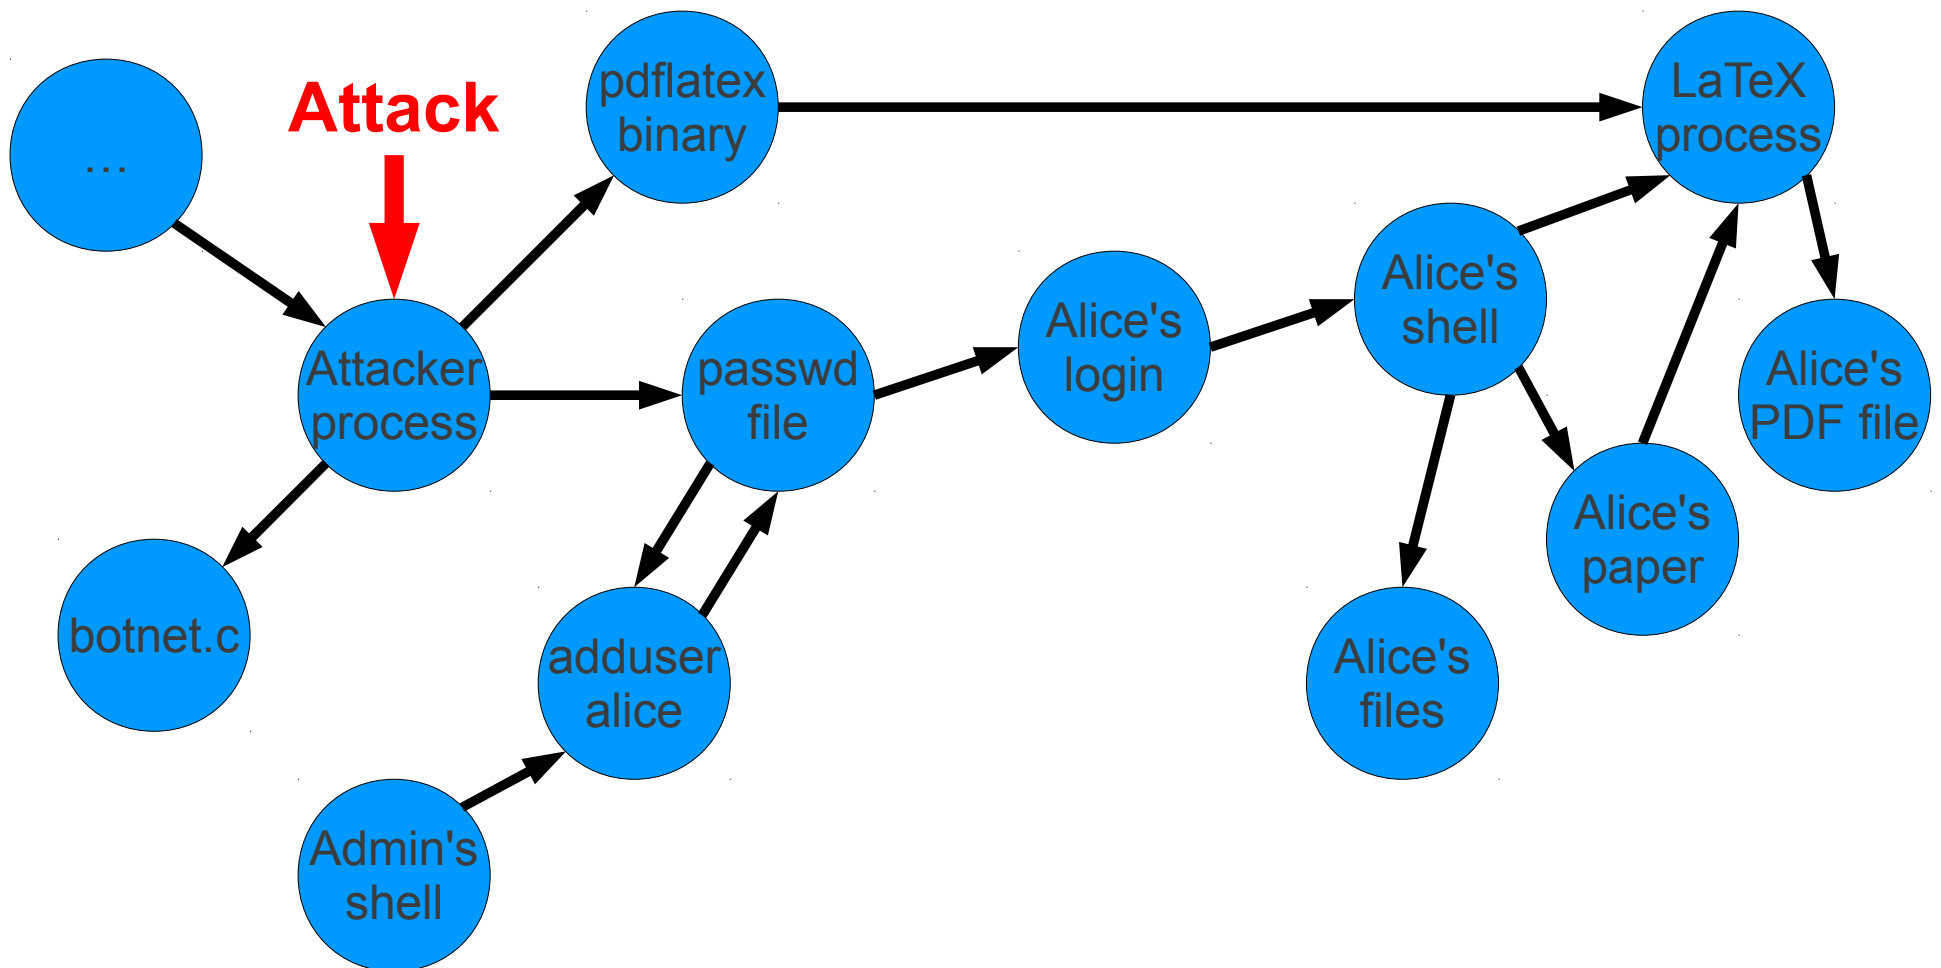 ...
Attack
pdflatex
binary
LaTeX
process
Attacker
process
passwd
file
Alice's
login
Alice's
shell
Alice's
PDF file
Alice's
paper
botnet.c
adduser
alice
Alice's
files
Admin's
shell